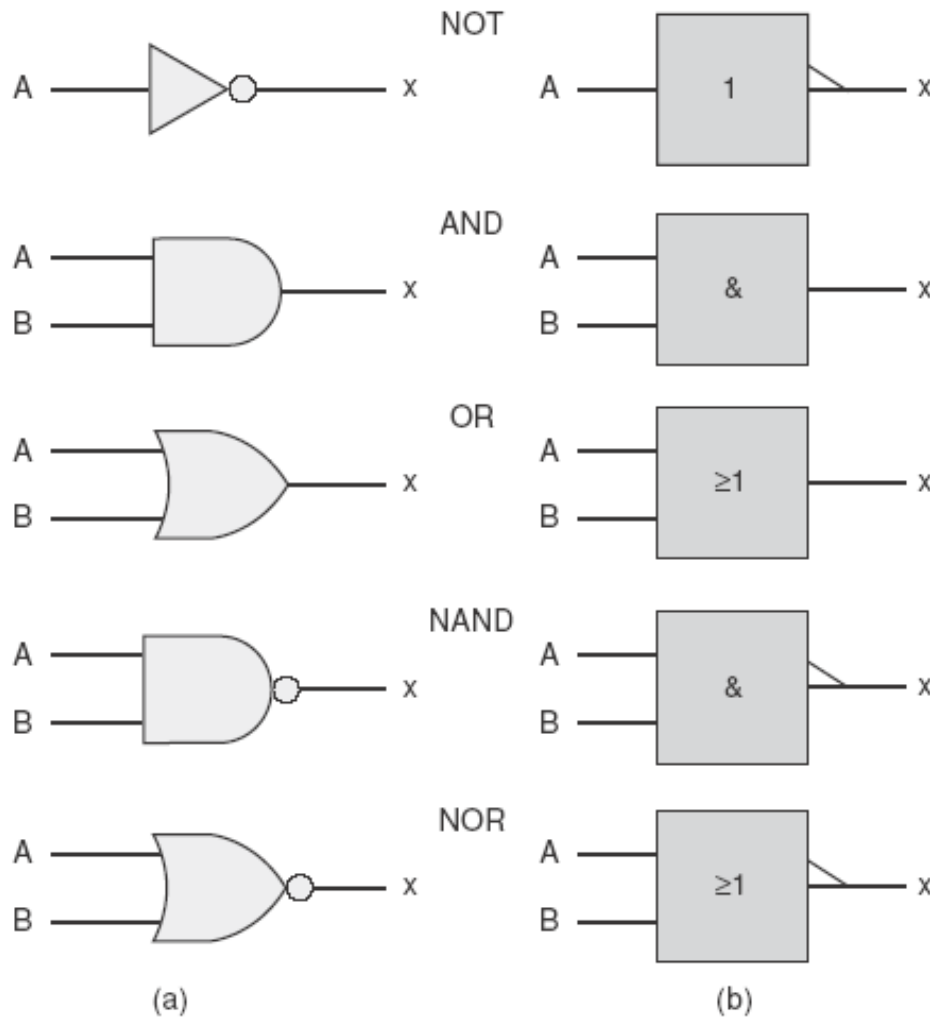 NOT
A x A 1 x
AND
A A
x & x
B B
OR
A A
x ≥1 x
B B
NAND
A A
x & x
B B
NOR
A A
x ≥1 x
B B
(a) (b)